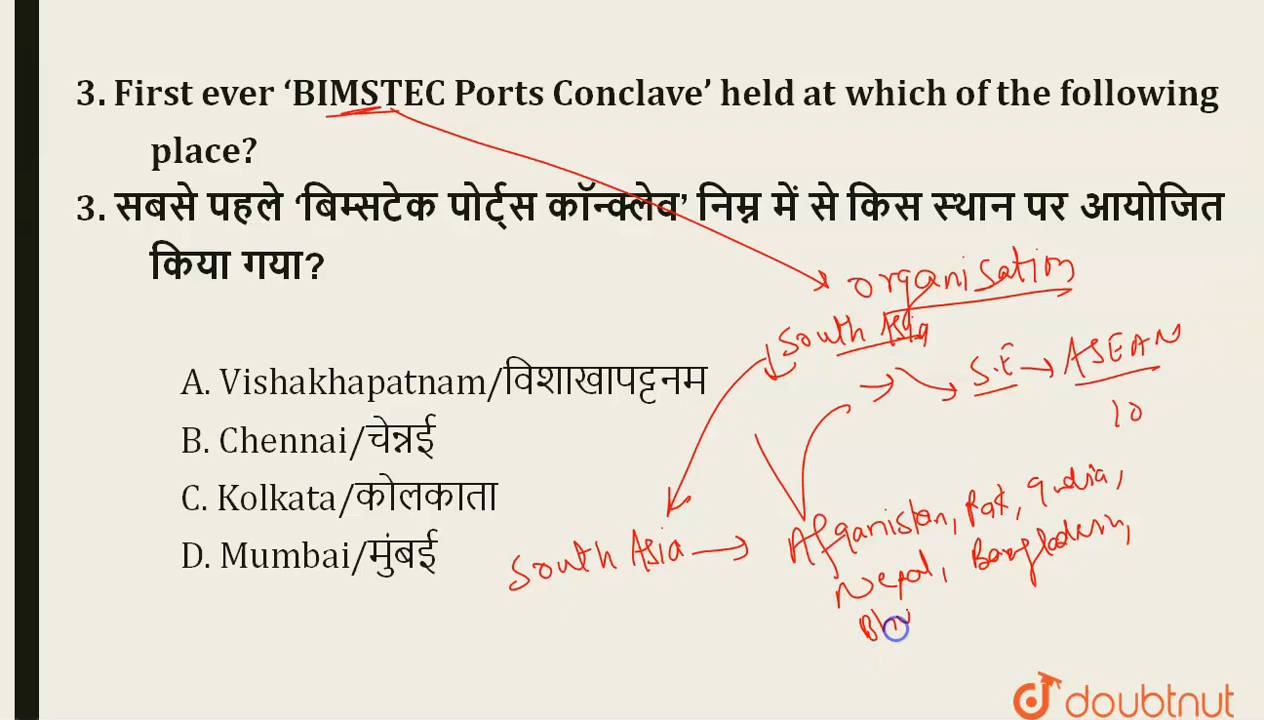 3. First ever ‘BIMSTEC Ports Conclave’ held at which of the following
place?
3. सबसे पहले ‘बिम्सटेक पोर्ट्स कॉन्क्लेव’ निम्न में से किस स्थान पर आयोजित
किया गया?
organisation
South Asia
S.E → ASEAN
10
A. Vishakhapatnam/विशाखापट्टनम
B. Chennai/चेन्नई
C. Kolkata/कोलकाता
D. Mumbai/मुंबई
South Asia → Afganistan, Pak, India,
Nepal, Bangladesh,
Bhu
doubtnut